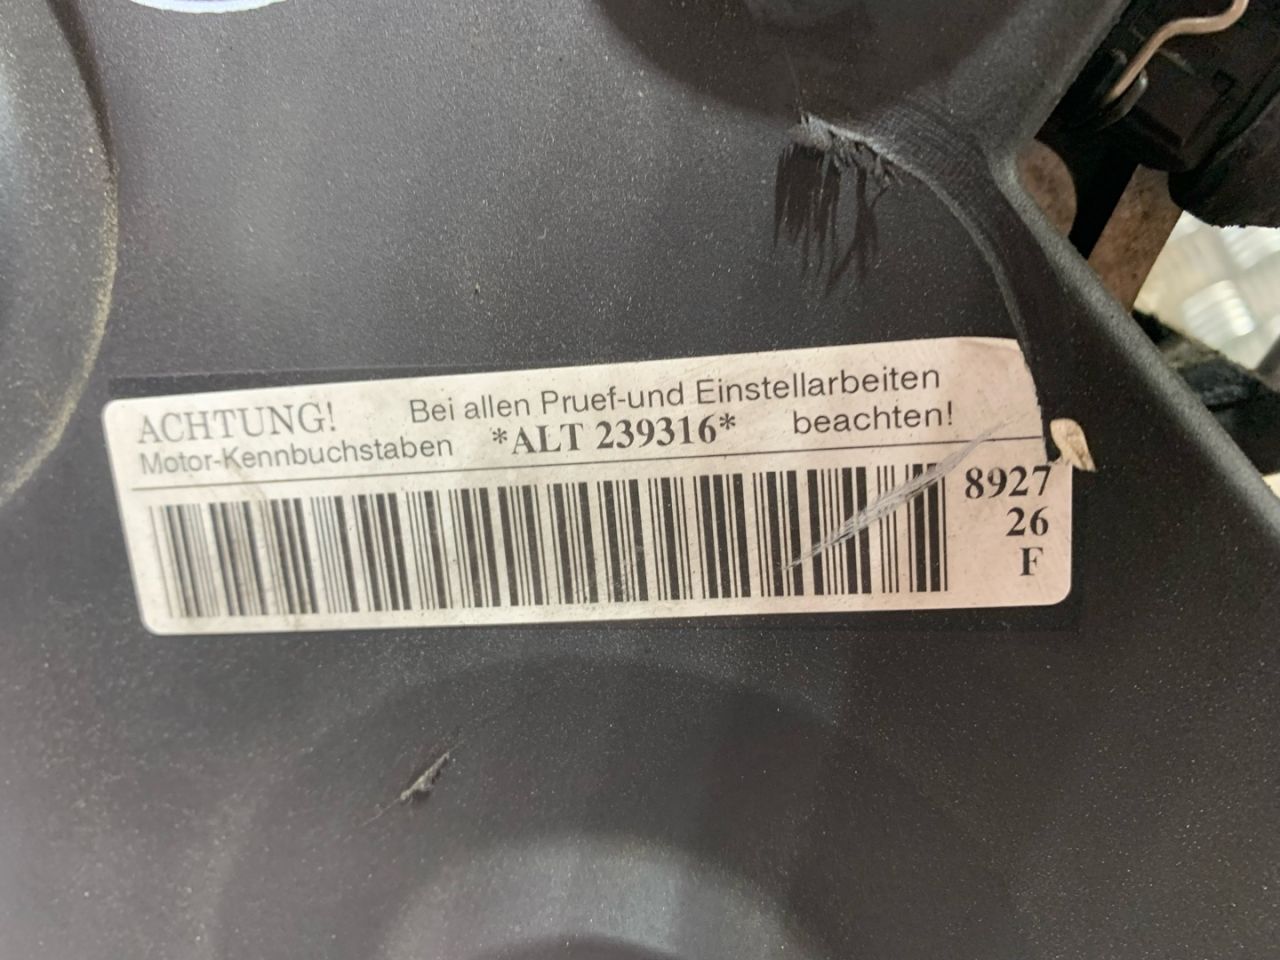 ACHTUNG! Bei allen Pruef-und Einstellarbeiten
Motor-Kennbuchstaben *ALT 239316* beachten!
8927
26
F